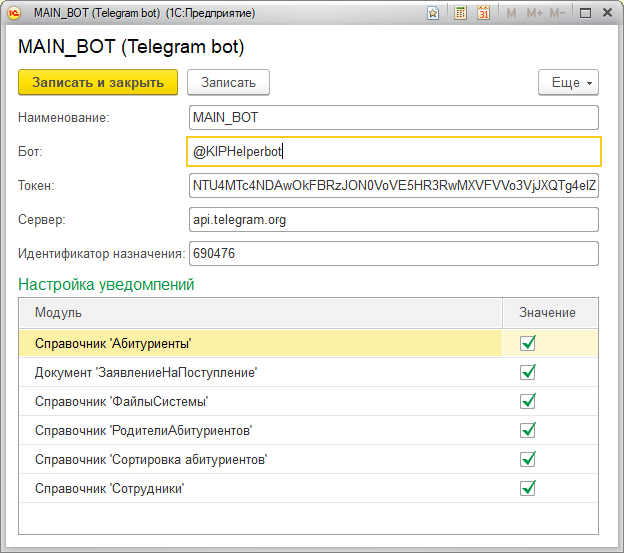 MAIN_BOT (Telegram bot) (1С:Предприятие)
M M+ M-
MAIN_BOT (Telegram bot)
Записать и закрыть Записать Еще
Наименование: MAIN_BOT
Бот: @KIPHelperbot
Токен: NTU4MTc4NDAwOkFBRzJON0VoVE5HR3RwMXVFVVo3VjJXQTg4elZ
Сервер: api.telegram.org
Идентификатор назначения: 690476
Настройка уведомлений
Модуль Значение
Справочник 'Абитуриенты'
Документ 'ЗаявлениеНаПоступление'
Справочник 'ФайлыСистемы'
Справочник 'РодителиАбитуриентов'
Справочник 'Сортировка абитуриентов'
Справочник 'Сотрудники'